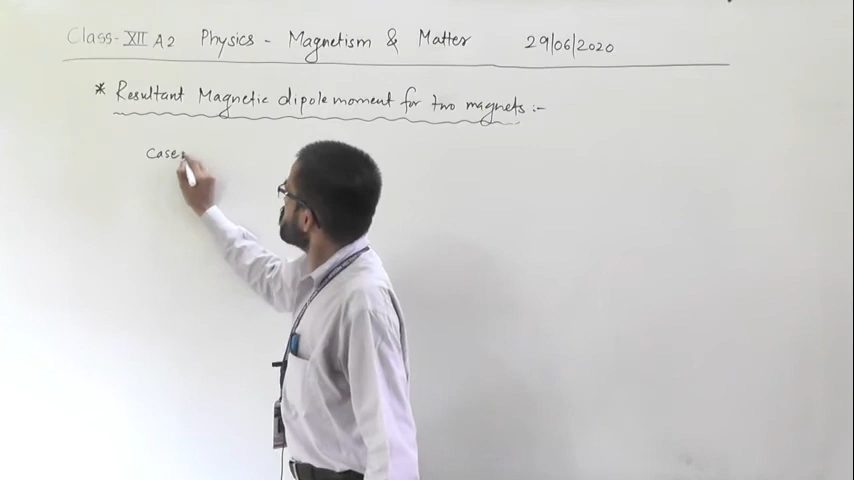 Class-XII A2 Physics - Magnetism & Matter 29/06/2020
* Resultant Magnetic dipole moment for two magnets :-
Case